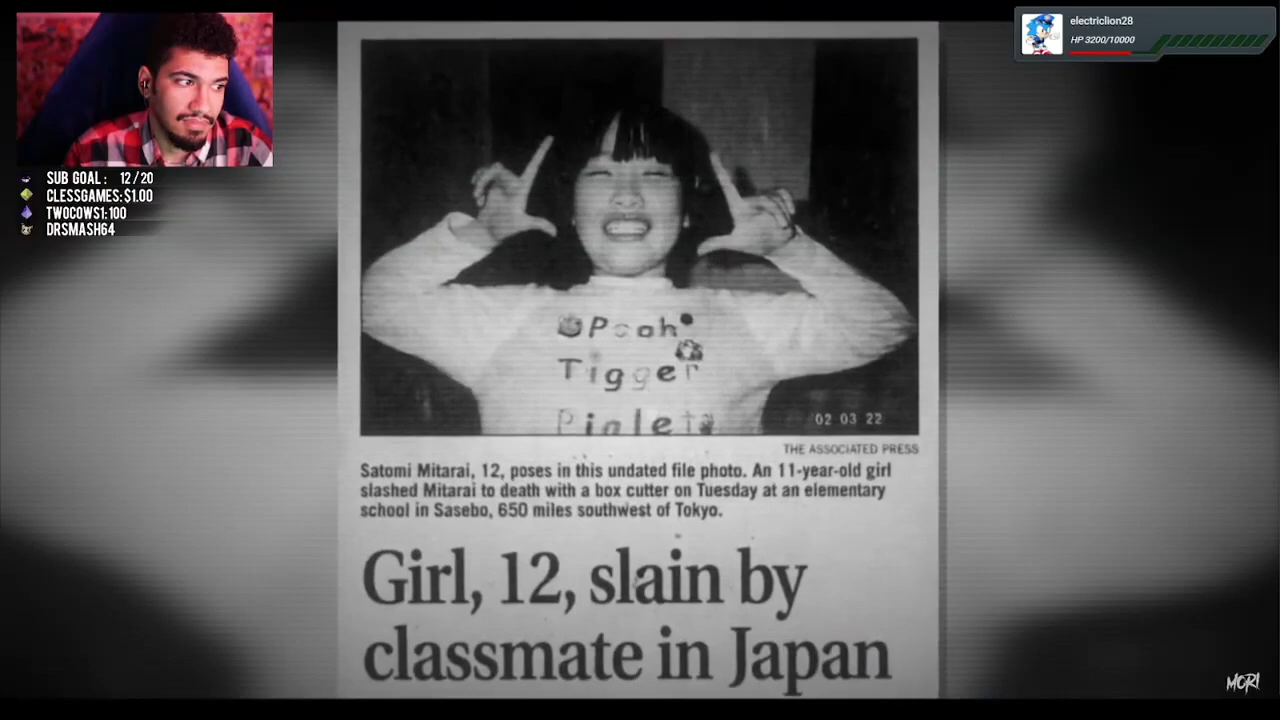 electriclion28
HP 3200/10000
SUB GOAL: 12/20
CLESSGAMES: $1.00
TWOCOWS1: 100
DRSMASH64
Pooh
Tigger
Piglet
02 03 22
THE ASSOCIATED PRESS
Satomi Mitarai, 12, poses in this undated file photo. An 11-year-old girl
slashed Mitarai to death with a box cutter on Tuesday at an elementary
school in Sasebo, 650 miles southwest of Tokyo.
Girl, 12, slain by
classmate in Japan
MORI